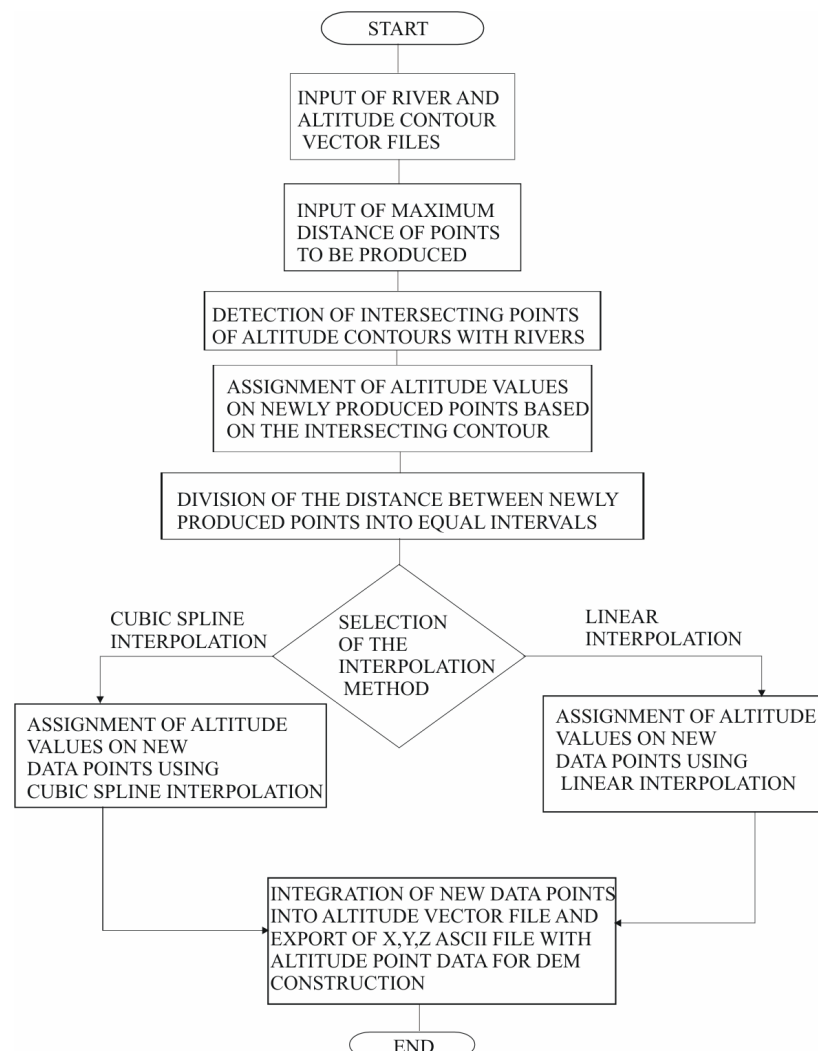 START
INPUT OF RIVER AND
ALTITUDE CONTOUR
VECTOR FILES
INPUT OF MAXIMUM
DISTANCE OF POINTS
TO BE PRODUCED
DETECTION OF INTERSECTING POINTS
OF ALTITUDE CONTOURS WITH RIVERS
ASSIGNMENT OF ALTITUDE VALUES
ON NEWLY PRODUCED POINTS BASED
ON THE INTERSECTING CONTOUR
DIVISION OF THE DISTANCE BETWEEN NEWLY
PRODUCED POINTS INTO EQUAL INTERVALS
SELECTION
OF THE
INTERPOLATION
METHOD
CUBIC SPLINE
INTERPOLATION
LINEAR
INTERPOLATION
ASSIGNMENT OF ALTITUDE
VALUES ON NEW
DATA POINTS USING
CUBIC SPLINE INTERPOLATION
ASSIGNMENT OF ALTITUDE
VALUES ON NEW
DATA POINTS USING
LINEAR INTERPOLATION
INTEGRATION OF NEW DATA POINTS
INTO ALTITUDE VECTOR FILE AND
EXPORT OF X,Y,Z ASCII FILE WITH
ALTITUDE POINT DATA FOR DEM
CONSTRUCTION
END